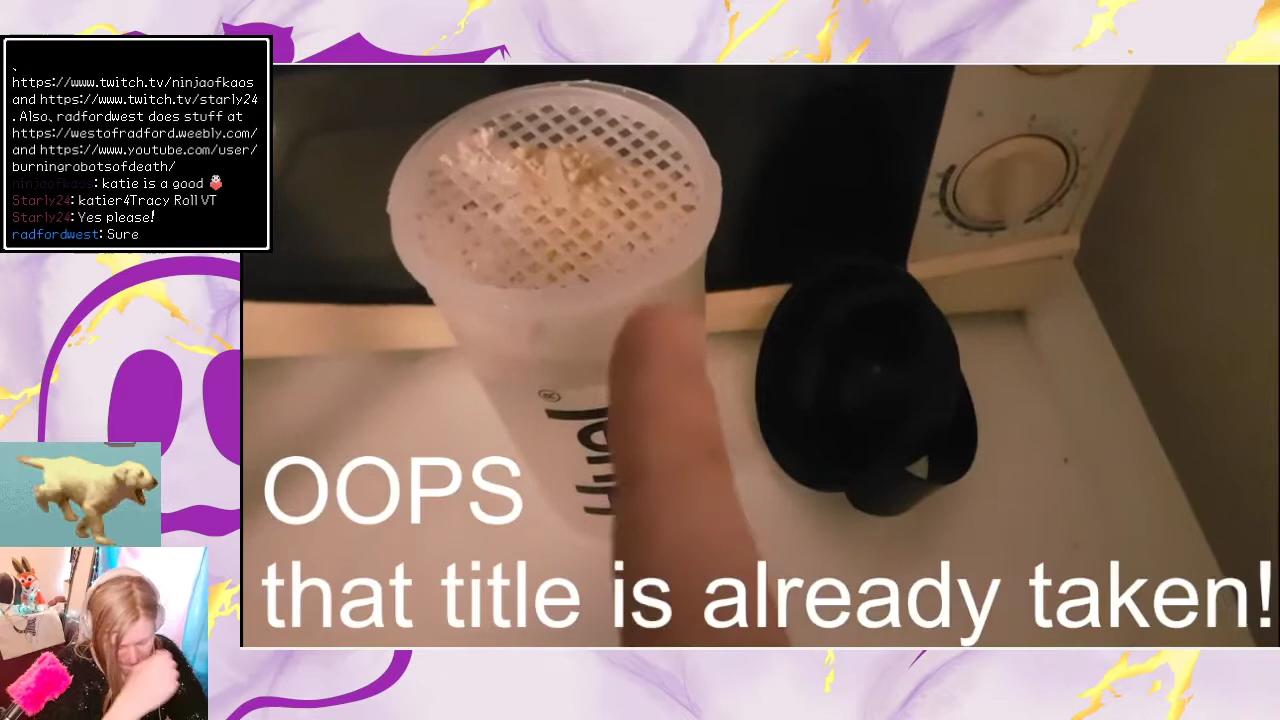 、
https://www.twitch.tv/ninjaofkaos
and https://www.twitch.tv/starly24
. Also, radfordwest does stuff at
https://westofradford.weebly.com/
and https://www.youtube.com/user/
burningrobotsofdeath/
ninjaofkaos: katie is a good
Starly24: katier4Tracy Roll VT
Starly24: Yes please!
radfordwest: Sure
®
OOPS
that title is already taken!